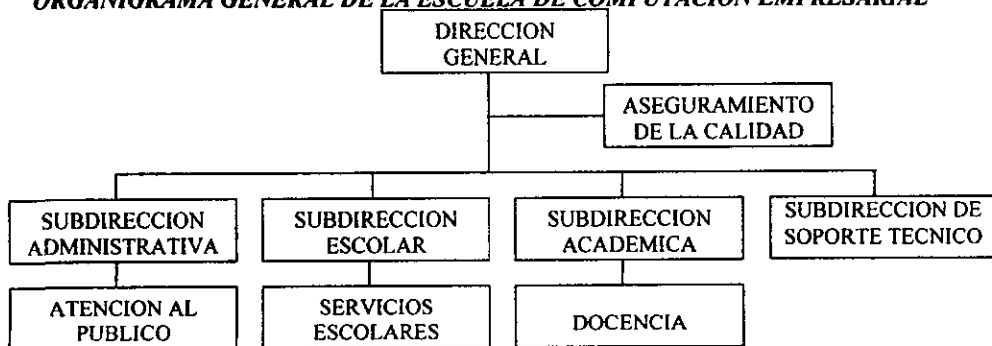 ORGANIGRAMA GENERAL DE LA ESCUELA DE COMPUTACION EMPRESARIAL
DIRECCION
GENERAL
ASEGURAMIENTO
DE LA CALIDAD
SUBDIRECCION
ADMINISTRATIVA
SUBDIRECCION
ESCOLAR
SUBDIRECCION
ACADEMICA
SUBDIRECCION DE
SOPORTE TECNICO
ATENCION AL
PUBLICO
SERVICIOS
ESCOLARES
DOCENCIA